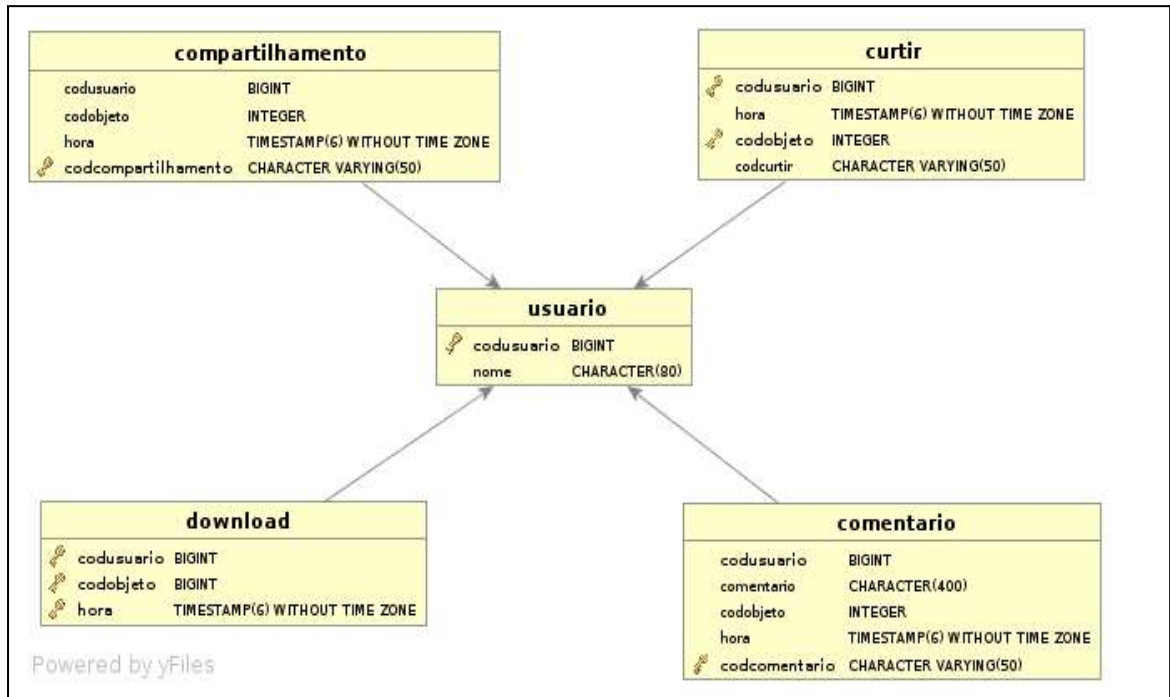 compartilhamento
codusuario BIGINT
codobjeto INTEGER
hora TIMESTAMP(6) WITHOUT TIME ZONE
codcompartilhamento CHARACTER VARYING(50)
curtir
codusuario BIGINT
hora TIMESTAMP(6) WITHOUT TIME ZONE
codobjeto INTEGER
codcurtir CHARACTER VARYING(50)
usuario
codusuario BIGINT
nome CHARACTER(80)
download
codusuario BIGINT
codobjeto BIGINT
hora TIMESTAMP(6) WITHOUT TIME ZONE
comentario
codusuario BIGINT
comentario CHARACTER(400)
codobjeto INTEGER
hora TIMESTAMP(6) WITHOUT TIME ZONE
codcomentario CHARACTER VARYING(50)
Powered by yFiles